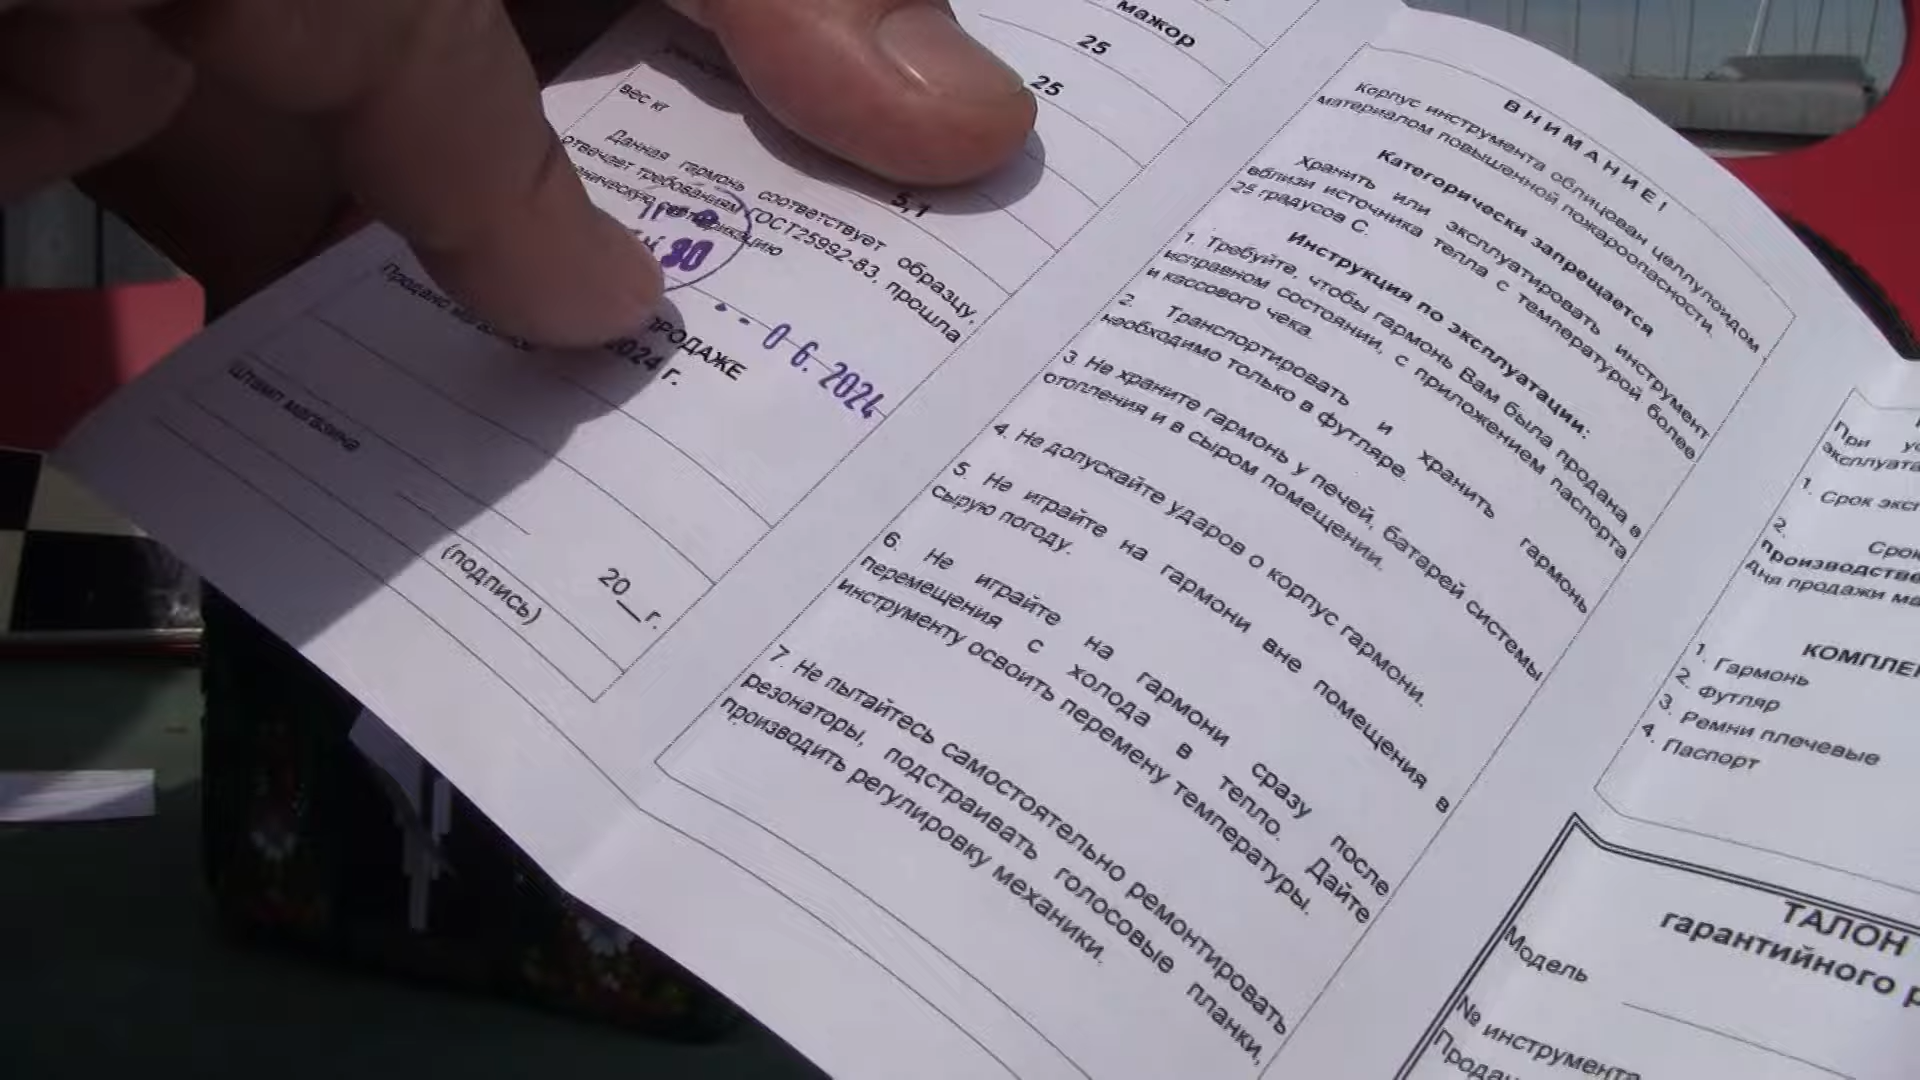 мажор
25
25
вес кг
5,1
Данная гармонь соответствует образцу,
отвечает требованиям ГОСТ25992-83, прошла
30
- 0 6. 2024
ПРОДАЖЕ
2024 г.
Продано
Штамп магазина
20__г.
(подпись)
ВНИМАНИЕ!
Корпус инструмента облицован целлулоидом
материалом повышенной пожароопасности.
Категорически запрещается
хранить или эксплуатировать инструмент
вблизи источника тепла с температурой более
25 градусов С.
Инструкция по эксплуатации:
1. Требуйте, чтобы гармонь Вам была продана в
исправном состоянии, с приложением паспорта
и кассового чека.
2. Транспортировать и хранить гармонь
необходимо только в футляре.
3. Не храните гармонь у печей, батарей системы
отопления и в сыром помещении.
4. Не допускайте ударов о корпус гармони.
5. Не играйте на гармони вне помещения в
сырую погоду.
6. Не играйте на гармони сразу после
перемещения с холода в тепло. Дайте
инструменту освоить перемену температуры.
7. Не пытайтесь самостоятельно ремонтировать
резонаторы, подстраивать голосовые планки,
производить регулировку механики.
При
1. Срок
2. Срок
дня продажи
1. Гармонь
2. Футляр
3. Ремни плечевые
4. Паспорт
ТАЛОН
гарантийного
Модель
№ инструмента